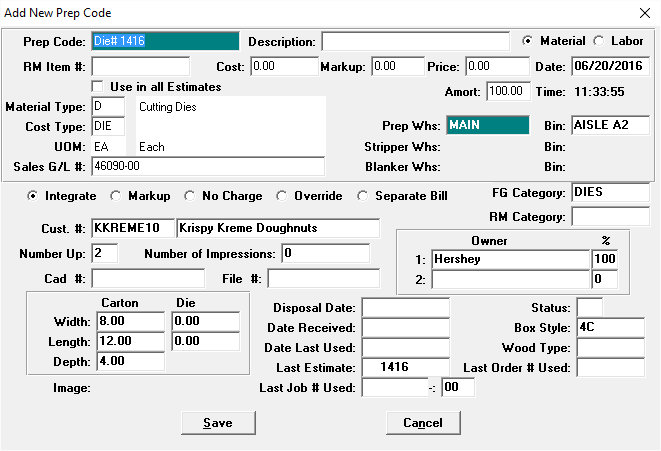 Add New Prep Code
Prep Code: Die# 1416 Description: Material Labor
RM Item #: Cost: 0.00 Markup: 0.00 Price: 0.00 Date: 06/20/2016
Use in all Estimates Amort: 100.00 Time: 11:33:55
Material Type: D Cutting Dies
Cost Type: DIE Prep Whs: MAIN Bin: AISLE A2
UOM: EA Each Stripper Whs: Bin:
Sales G/L #: 46090-00 Blanker Whs: Bin:
Integrate Markup No Charge Override Separate Bill FG Category: DIES
RM Category:
Cust. #: KKREME10 Krispy Kreme Doughnuts
Owner %
Number Up: 2 Number of Impressions: 0 1: Hershey 100
Cad #: File #: 2: 0
Carton Die Disposal Date: Status:
Width: 8.00 0.00 Date Received: Box Style: 4C
Length: 12.00 0.00 Date Last Used: Wood Type:
Depth: 4.00 Last Estimate: 1416 Last Order # Used:
Image: Last Job # Used: -: 00
Save Cancel